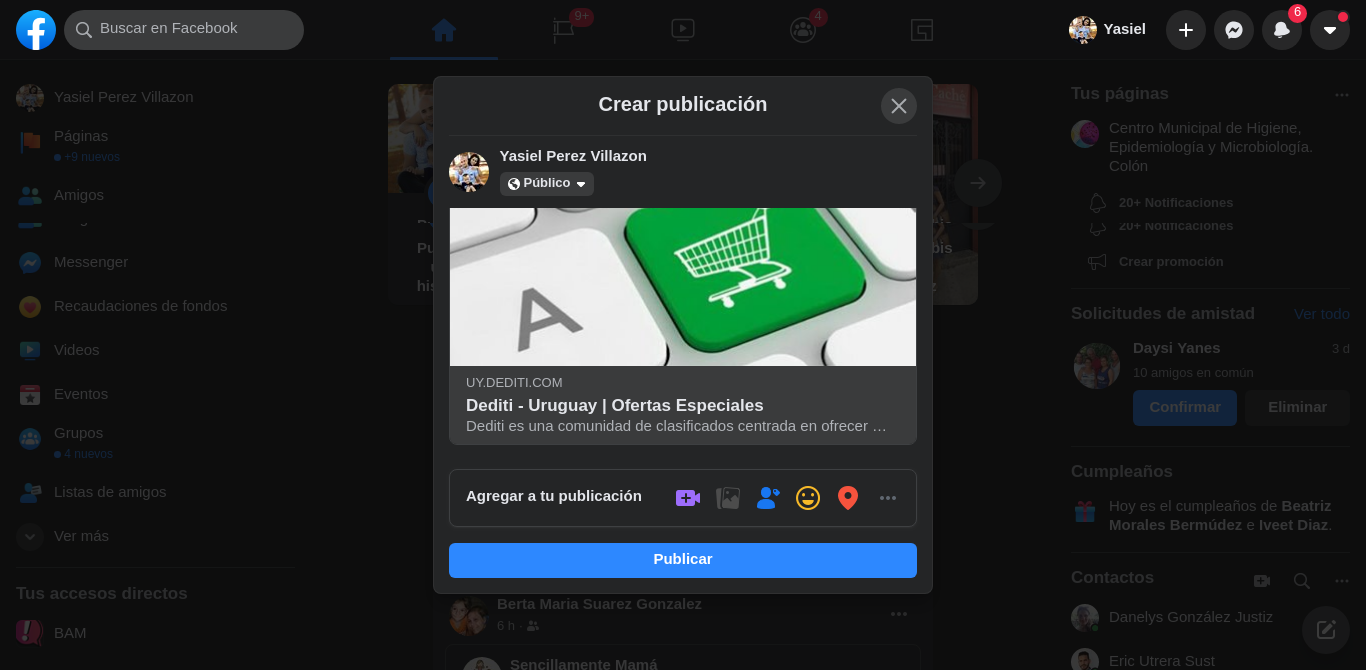 Buscar en Facebook
9+
4
Yasiel
6
Yasiel Perez Villazon
Páginas
+9 nuevos
Amigos
Messenger
Recaudaciones de fondos
Videos
Eventos
Grupos
4 nuevos
Listas de amigos
Ver más
Tus accesos directos
BAM
Crear publicación
Yasiel Perez Villazon
Público
A
UY.DEDITI.COM
Dediti - Uruguay | Ofertas Especiales
Dediti es una comunidad de clasificados centrada en ofrecer …
Agregar a tu publicación
Publicar
Berta Maria Suarez Gonzalez
6 h ·
Sencillamente Mamá
Tus páginas
Centro Municipal de Higiene,
Epidemiología y Microbiología.
Colón
20+ Notificaciones
20+ Notificaciones
Crear promoción
Solicitudes de amistad
Ver todo
Daysi Yanes
3 d
10 amigos en común
Confirmar
Eliminar
Cumpleaños
Hoy es el cumpleaños de Beatriz
Morales Bermúdez e Iveet Diaz.
Contactos
Danelys González Justiz
Eric Utrera Sust